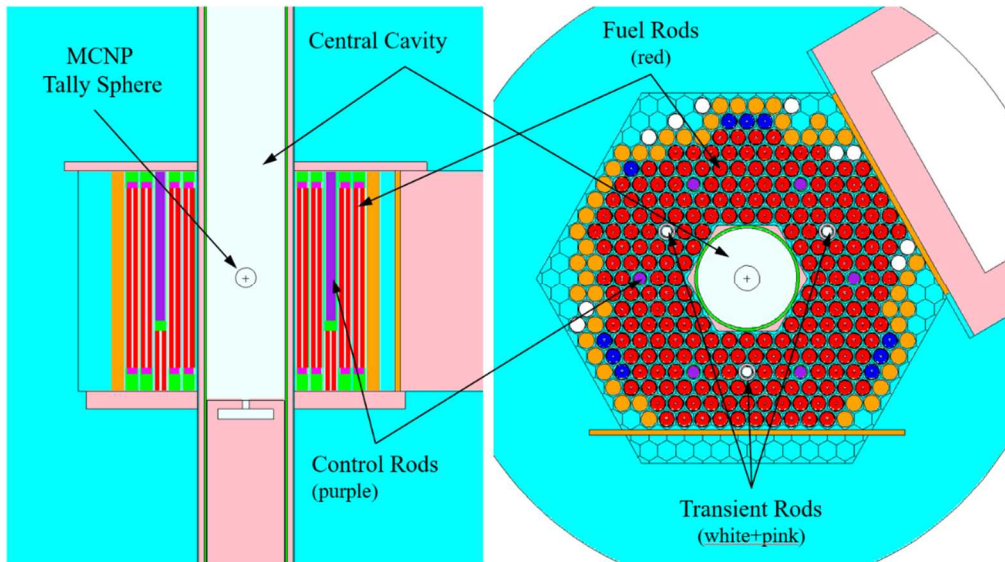 MCNP
Tally Sphere
Central Cavity
Fuel Rods
(red)
Control Rods
(purple)
Transient Rods
(white+pink)